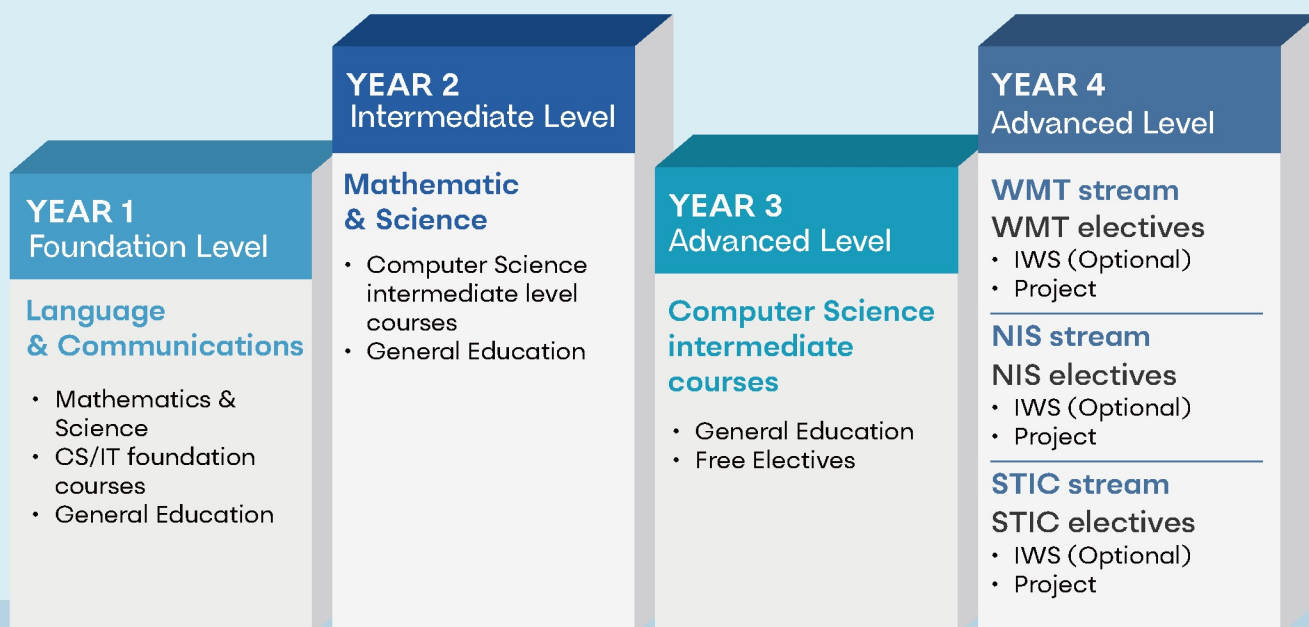 YEAR 1
Foundation Level
Language
& Communications
• Mathematics &
Science
• CS/IT foundation
courses
• General Education
YEAR 2
Intermediate Level
Mathematic
& Science
• Computer Science
intermediate level
courses
• General Education
YEAR 3
Advanced Level
Computer Science
intermediate
courses
• General Education
• Free Electives
YEAR 4
Advanced Level
WMT stream
WMT electives
• IWS (Optional)
• Project
NIS stream
NIS electives
• IWS (Optional)
• Project
STIC stream
STIC electives
• IWS (Optional)
• Project